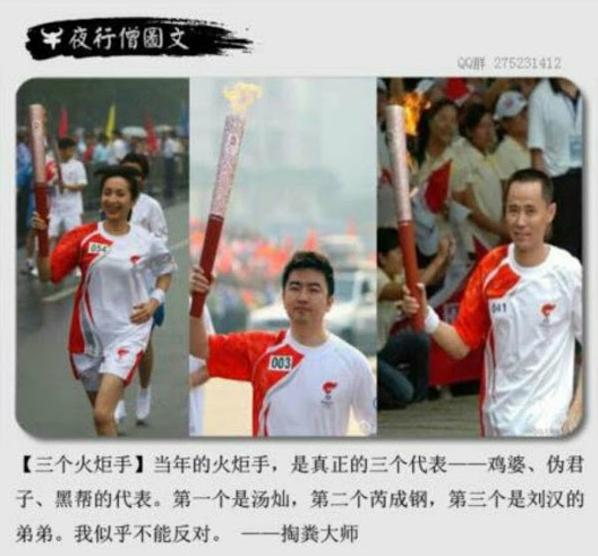 夜行僧圖文
QQ群 275231412
054
003
041
【三个火炬手】当年的火炬手，是真正的三个代表——鸡婆、伪君
子、黑帮的代表。第一个是汤灿，第二个芮成钢，第三个是刘汉的
弟弟。我似乎不能反对。 ——掏粪大师